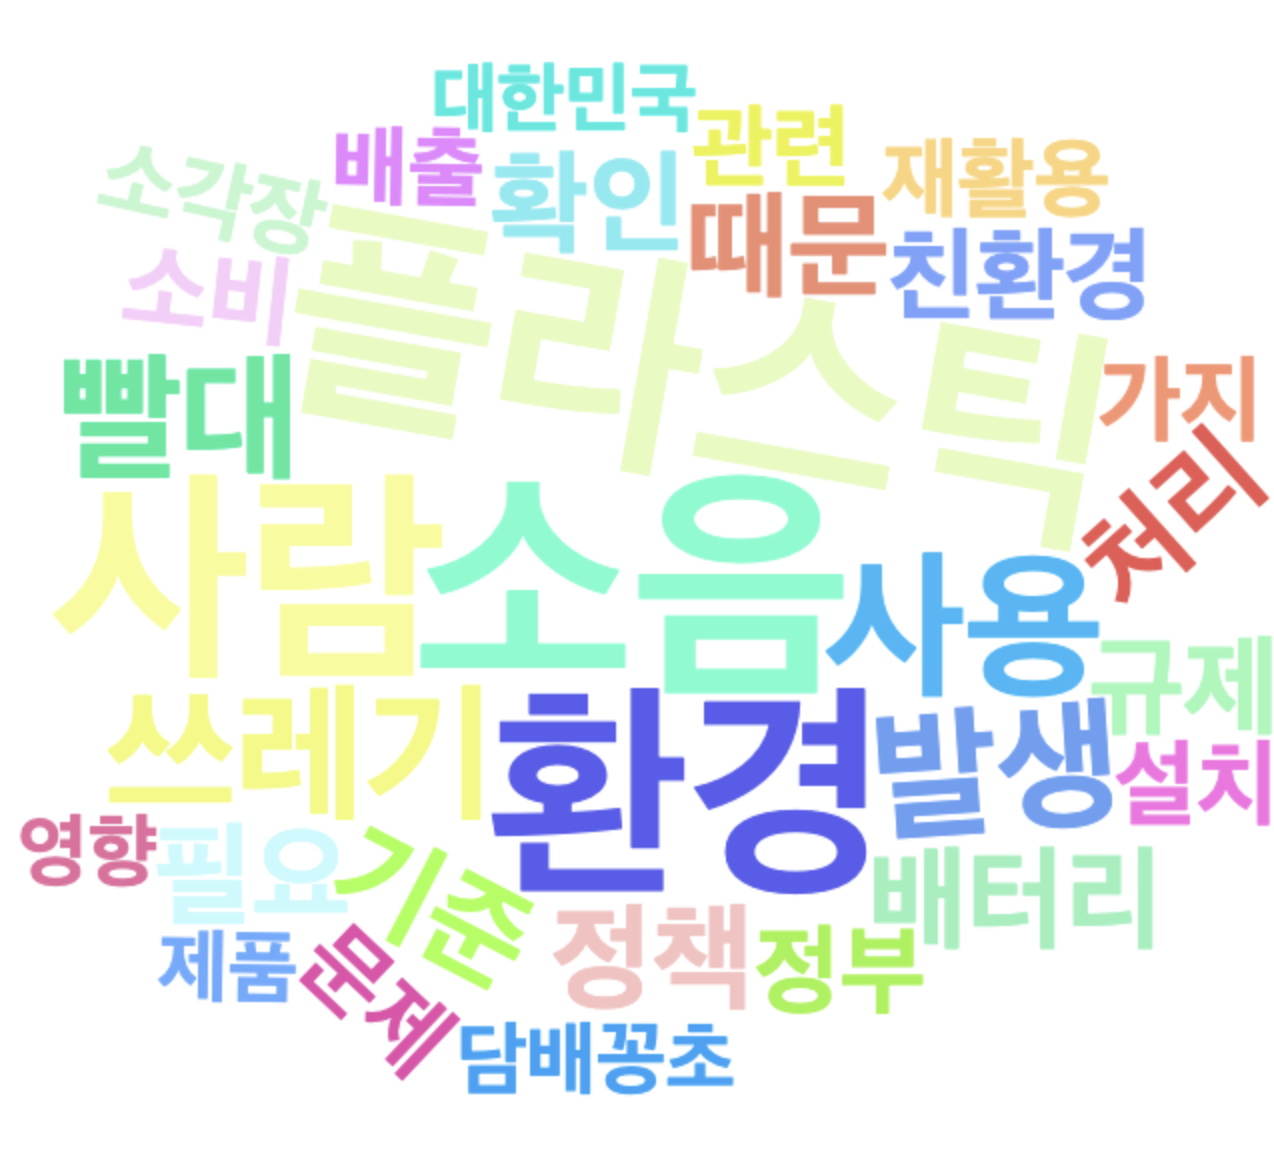 대한민국
배출
확인
관련
재활용
소각장
때문
친환경
소비
플라스틱
빨대
가지
처리
사람
소음
사용
규제
쓰레기
환경
발생
설치
영향
필요
기준
배터리
제품
문제
정책
정부
담배꽁초